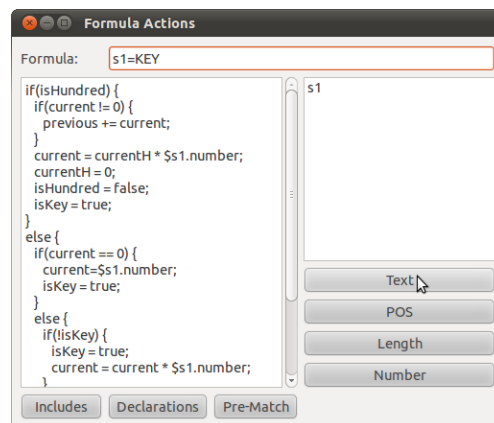 Formula Actions
Formula: s1=KEY
if(isHundred) {
if(current != 0) {
previous += current;
}
current = currentH * $s1.number;
currentH = 0;
isHundred = false;
isKey = true;
}
else {
if(current == 0) {
current=$s1.number;
isKey = true;
}
else {
if(!isKey) {
isKey = true;
current = current * $s1.number;
}
s1
Text
POS
Length
Number
Includes Declarations Pre-Match